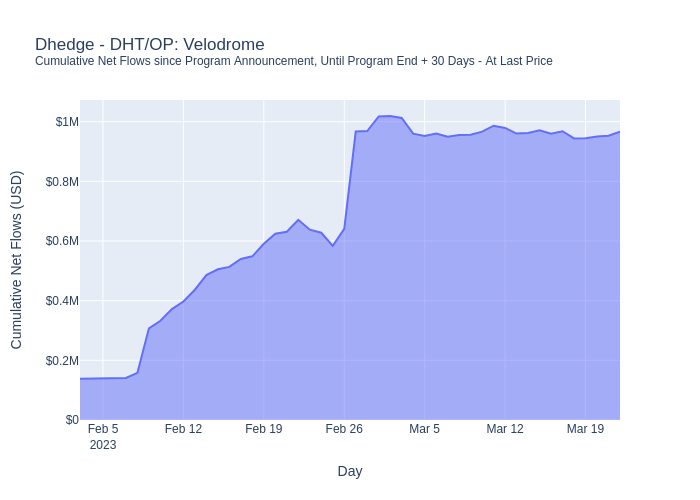 Dhedge - DHT/OP: Velodrome
Cumulative Net Flows since Program Announcement, Until Program End + 30 Days - At Last Price
Cumulative Net Flows (USD)
$1M
$0.8M
$0.6M
$0.4M
$0.2M
$0
Feb 5
2023
Feb 12
Feb 19
Feb 26
Mar 5
Mar 12
Mar 19
Day